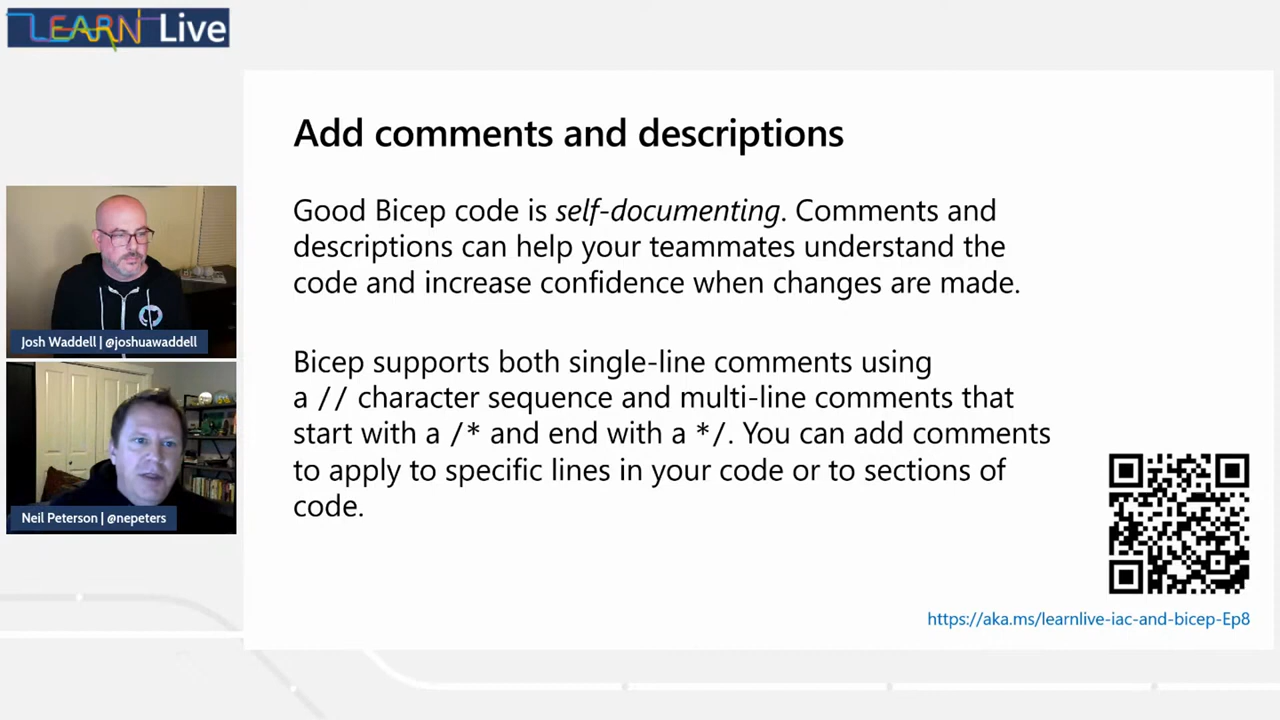 LEARN Live
Add comments and descriptions
Good Bicep code is self-documenting. Comments and
descriptions can help your teammates understand the
code and increase confidence when changes are made.
Bicep supports both single-line comments using
a // character sequence and multi-line comments that
start with a /* and end with a */. You can add comments
to apply to specific lines in your code or to sections of
code.
Josh Waddell | @joshuawaddell
Neil Peterson | @nepeters
https://aka.ms/learnlive-iac-and-bicep-Ep8